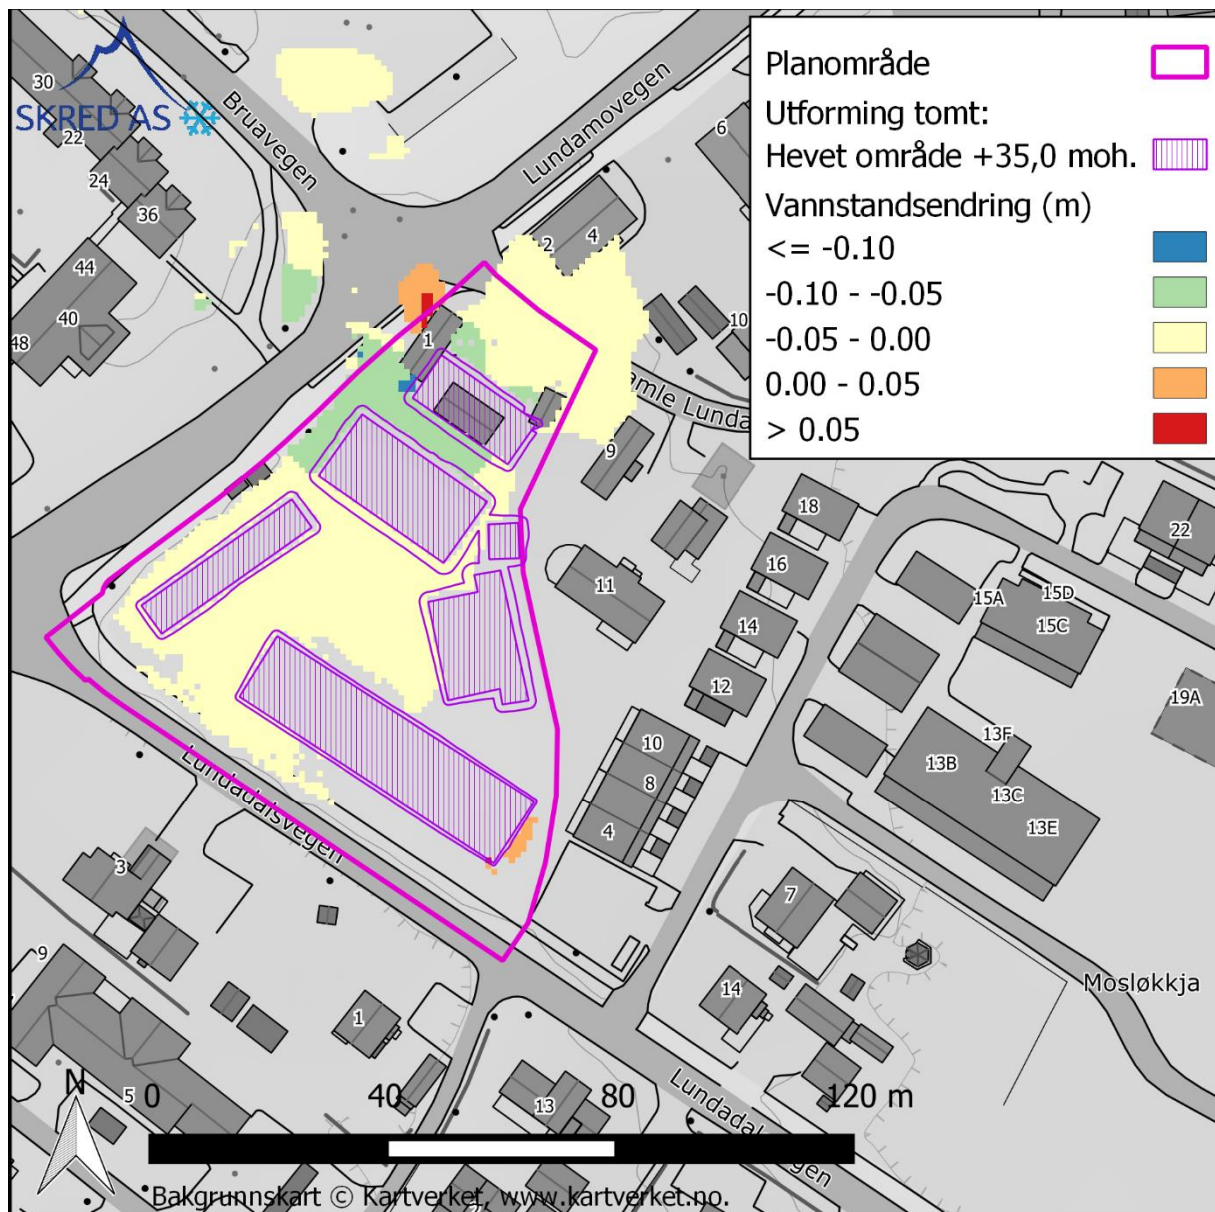 Planområde
Utforming tomt:
Hevet område +35,0 moh.
Vannstandsendring (m)
<= -0.10
-0.10 - -0.05
-0.05 - 0.00
0.00 - 0.05
> 0.05
SKRED AS
30
22
24
36
44
40
48
Bruavegen
Lundamovegen
6
2
4
10
1
amle Lunda
9
11
18
16
14
12
10
8
4
22
15A
15D
15C
19A
13F
13B
13C
13E
Lundadalsvegen
3
9
7
14
1
5
13
Mosløkkja
Lundadal
egen
N
0
40
80
120 m
Bakgrunnskart © Kartverket, www.kartverket.no.